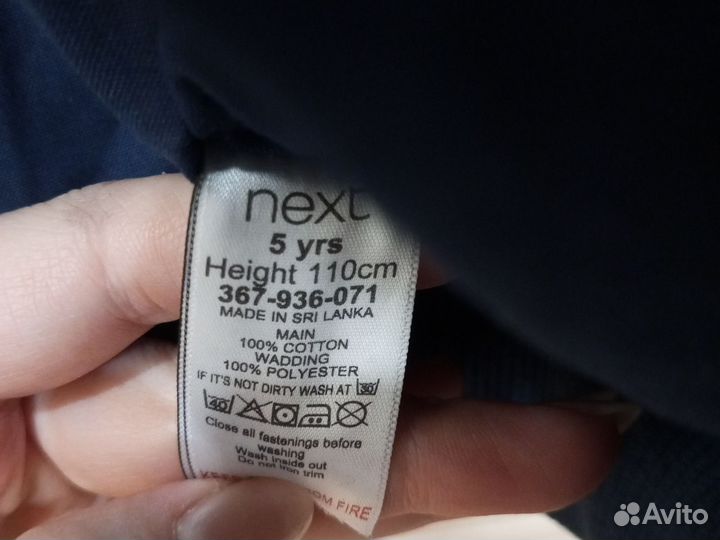 next
5 yrs
Height 110cm
367-936-071
MADE IN SRI LANKA
MAIN
100% COTTON
WADDING
100% POLYESTER
IF IT'S NOT DIRTY WASH AT 30
40
Close all fastenings before
washing
Wash inside out
Do not iron trim
FROM FIRE
Avito